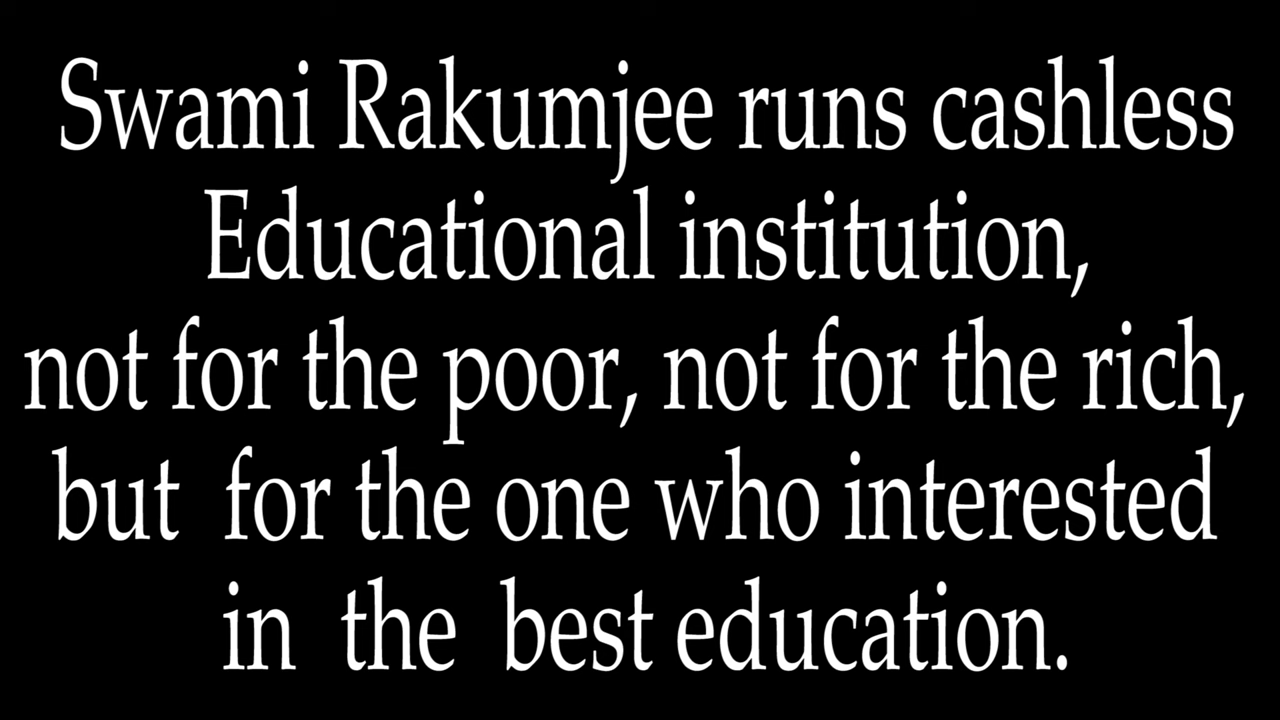 Swami Rakumjee runs cashless
Educational institution,
not for the poor, not for the rich,
but for the one who interested
in the best education.